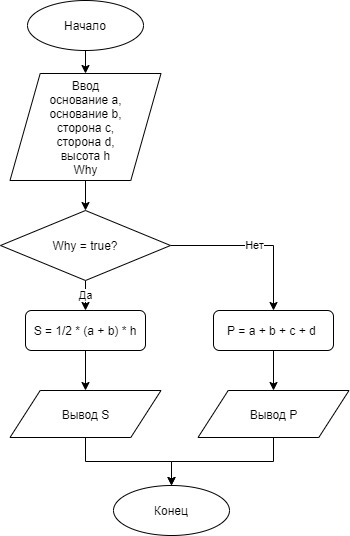 Начало
Ввод
основание a,
основание b,
сторона c,
сторона d,
высота h
Why
Why = true?
Нет
Да
S = 1/2 * (a + b) * h
P = a + b + c + d
Вывод S
Вывод P
Конец